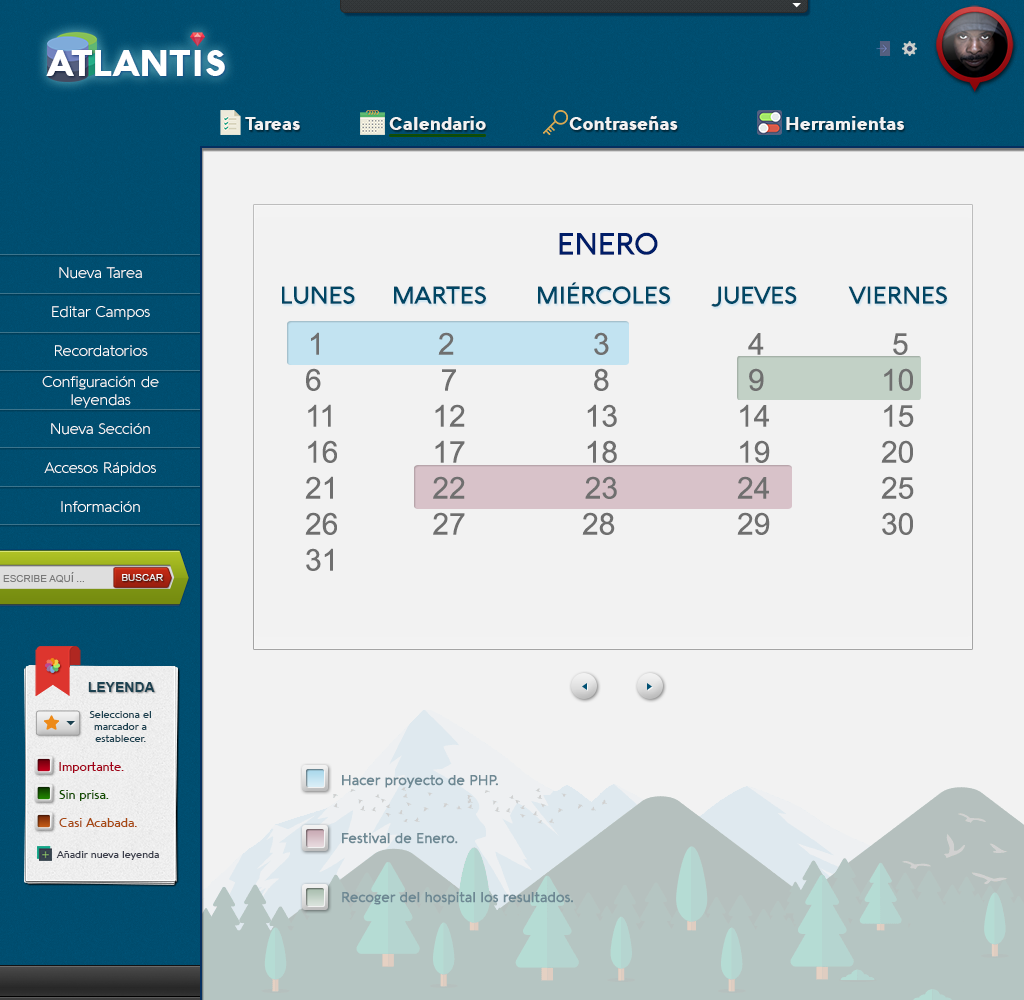 ATLANTIS
Tareas Calendario Contraseñas Herramientas
Nueva Tarea
Editar Campos
Recordatorios
Configuración de
leyendas
Nueva Sección
Accesos Rápidos
Información
ESCRIBE AQUÍ ... BUSCAR
LEYENDA
Selecciona el
marcador a
establecer.
Importante.
Sin prisa.
Casi Acabada.
Añadir nueva leyenda
ENERO
LUNES MARTES MIÉRCOLES JUEVES VIERNES
1 2 3 4 5
6 7 8 9 10
11 12 13 14 15
16 17 18 19 20
21 22 23 24 25
26 27 28 29 30
31
Hacer proyecto de PHP.
Festival de Enero.
Recoger del hospital los resultados.